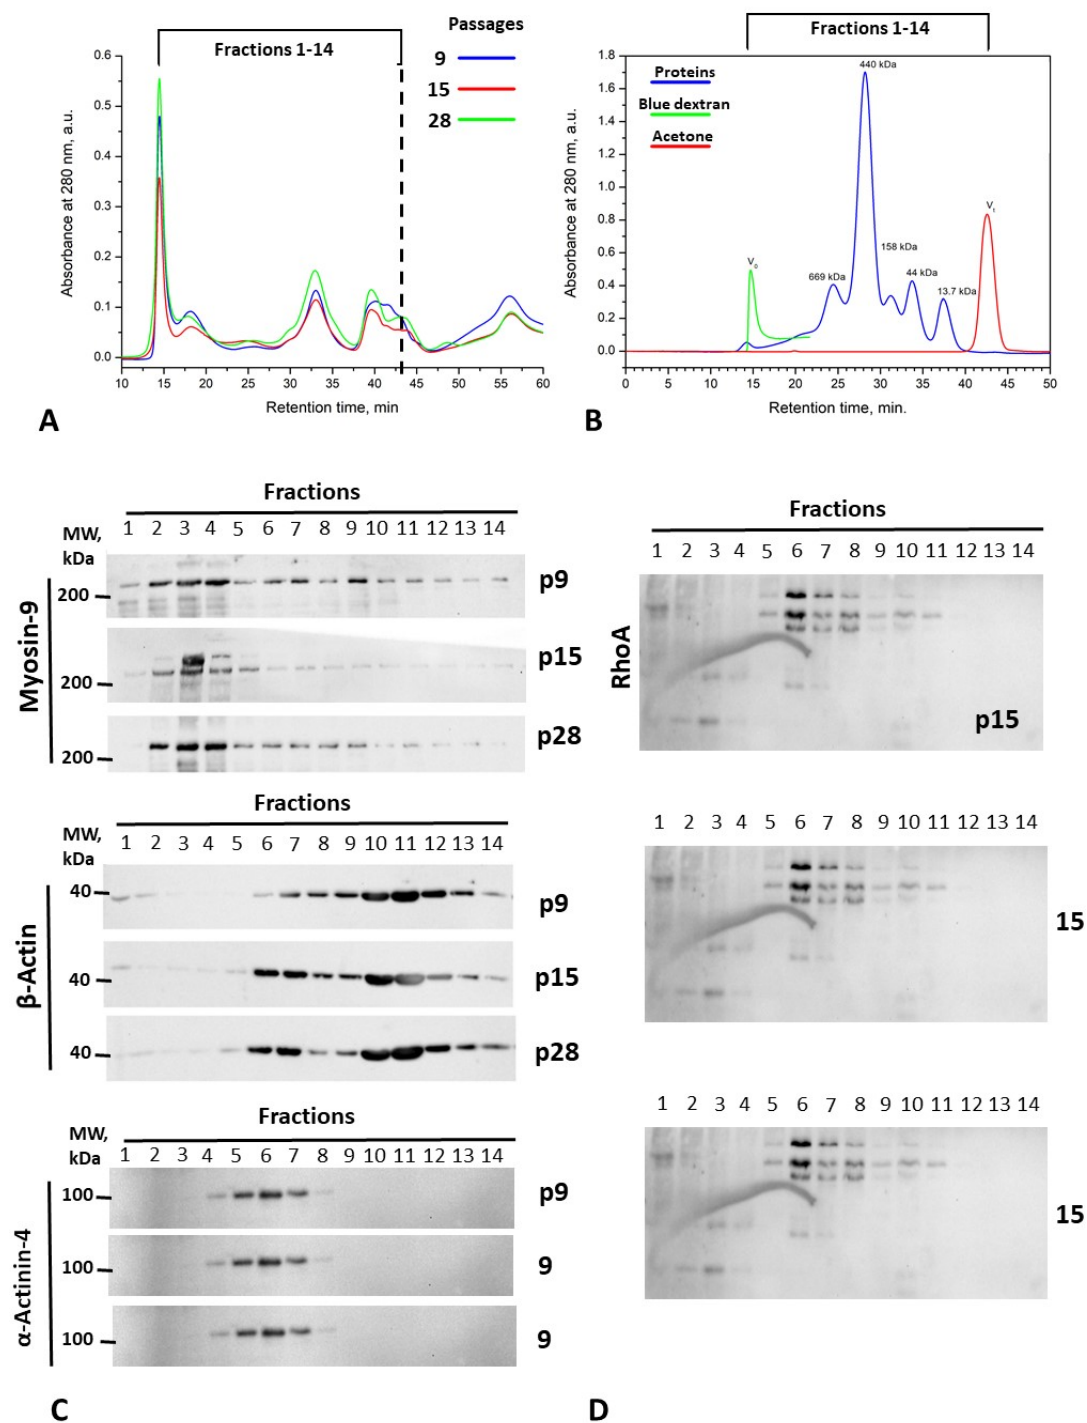 Passages
Fractions 1-14
9
15
28
0.6
0.5
0.4
0.3
0.2
0.1
0.0
Absorbance at 280 nm, a.u.
10 15 20 25 30 35 40 45 50 55 60
Retention time, min
A
Fractions 1-14
Proteins
Blue dextran
Acetone
1.8
1.6
1.4
1.2
1.0
0.8
0.6
0.4
0.2
0.0
Absorbance at 280 nm, a.u.
V0
669 kDa
440 kDa
158 kDa
44 kDa
13.7 kDa
Vt
0 5 10 15 20 25 30 35 40 45 50
Retention time, min.
B
Fractions
MW,
kDa
1 2 3 4 5 6 7 8 9 10 11 12 13 14
Myosin-9
200
p9
200
p15
200
p28
Fractions
MW,
kDa
1 2 3 4 5 6 7 8 9 10 11 12 13 14
β-Actin
40
p9
40
p15
40
p28
Fractions
MW,
kDa
1 2 3 4 5 6 7 8 9 10 11 12 13 14
α-Actinin-4
100
p9
100
9
100
9
C
Fractions
1 2 3 4 5 6 7 8 9 10 11 12 13 14
RhoA
p15
1 2 3 4 5 6 7 8 9 10 11 12 13 14
15
1 2 3 4 5 6 7 8 9 10 11 12 13 14
15
D